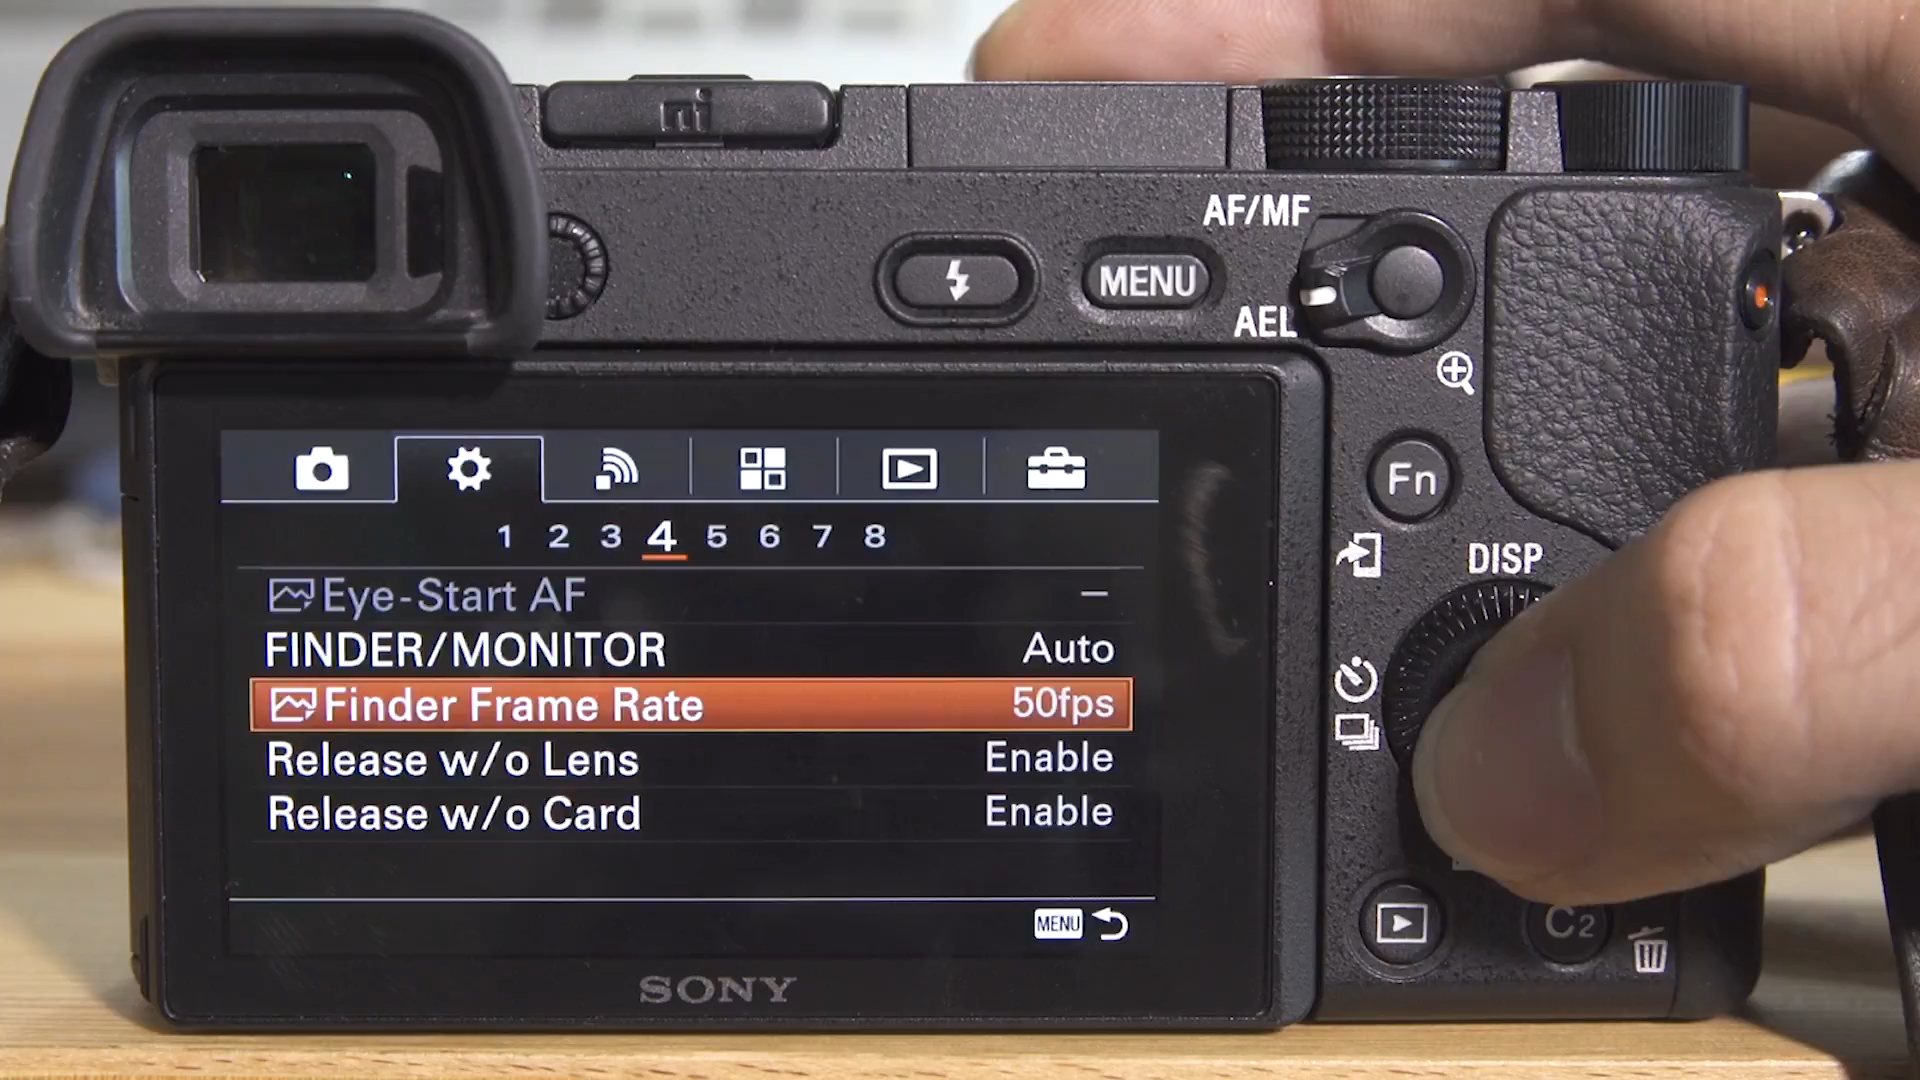 AF/MF
MENU
AEL
Fn
DISP
1 2 3 4 5 6 7 8
Eye-Start AF –
FINDER/MONITOR Auto
Finder Frame Rate 50fps
Release w/o Lens Enable
Release w/o Card Enable
MENU
C2
SONY